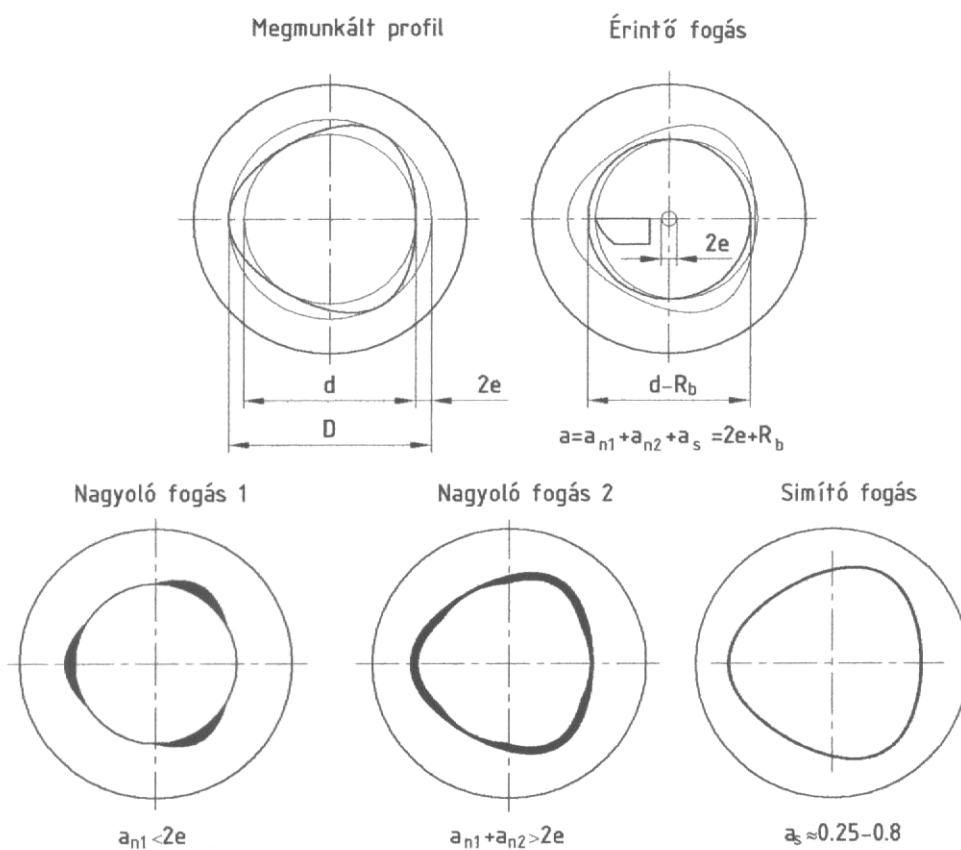 Megmunkált profil
Érintő fogás
2e
d
2e
D
d-R_b
a=a_n1+a_n2+a_s =2e+R_b
Nagyoló fogás 1
Nagyoló fogás 2
Simító fogás
a_n1<2e
a_n1+a_n2>2e
a_s≈0.25-0.8